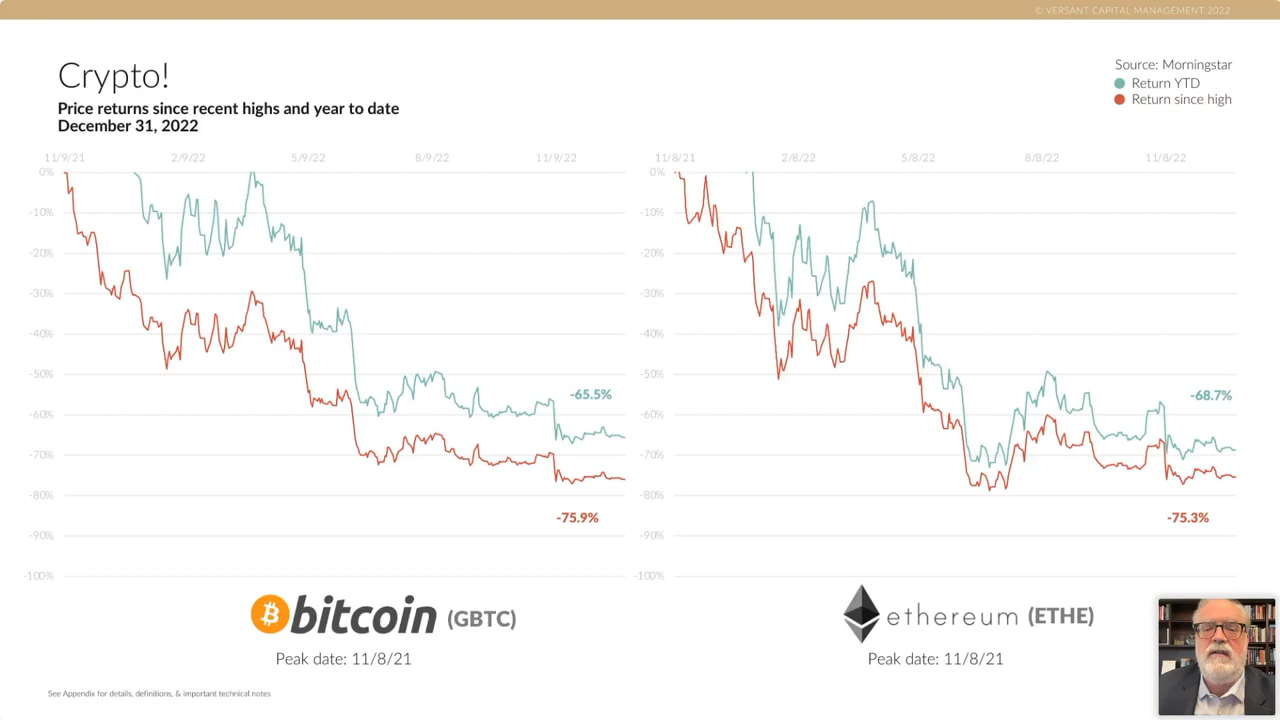 © VERSANT CAPITAL MANAGEMENT 2022
Crypto!
Price returns since recent highs and year to date
December 31, 2022
Source: Morningstar
Return YTD
Return since high
11/9/21 2/9/22 5/9/22 8/9/22 11/9/22
0%
-10%
-20%
-30%
-40%
-50%
-60%
-70%
-80%
-90%
-100%
-65.5%
-75.9%
bitcoin (GBTC)
Peak date: 11/8/21
11/8/21 2/8/22 5/8/22 8/8/22 11/8/22
0%
-10%
-20%
-30%
-40%
-50%
-60%
-70%
-80%
-90%
-100%
-68.7%
-75.3%
ethereum (ETHE)
Peak date: 11/8/21
See Appendix for details, definitions, & important technical notes